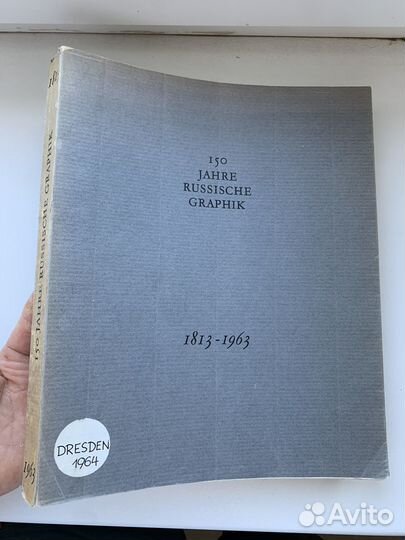 150
JAHRE
RUSSISCHE
GRAPHIK
1813-1963
150 JAHRE RUSSISCHE GRAPHIK
1963
DRESDEN
1964
Avito